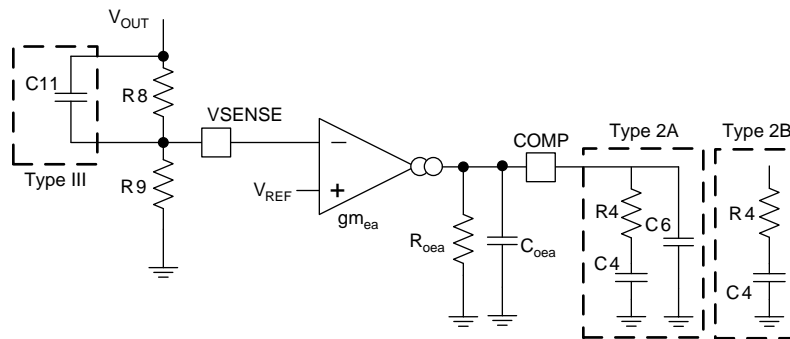 VOUT
C11
R8
Type III
VSENSE
R9
VREF
−
+
gmea
COMP
Roea
Coea
Type 2A
R4
C6
C4
Type 2B
R4
C4